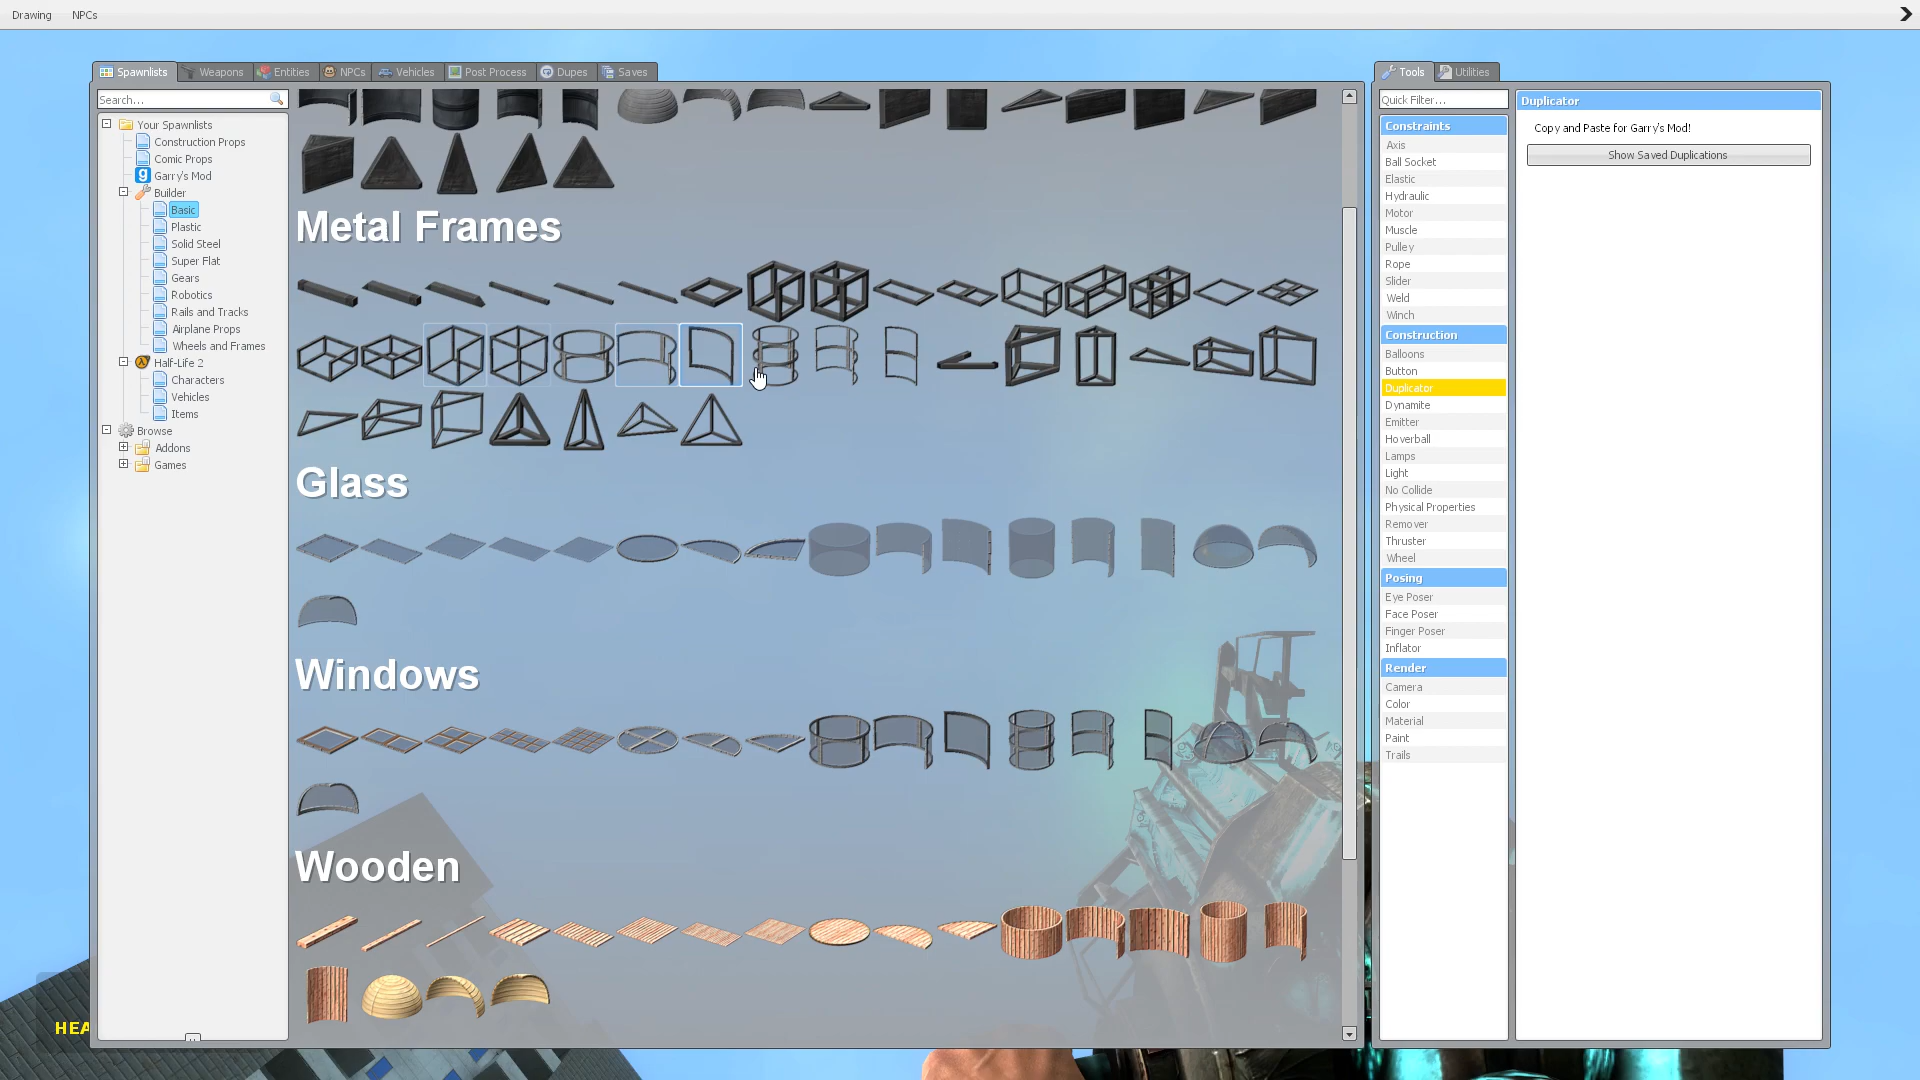 Drawing NPCs
Spawnlists Weapons Entities NPCs Vehicles Post Process Dupes Saves
Search...
Your Spawnlists
Construction Props
Comic Props
Garry's Mod
Builder
Basic
Plastic
Solid Steel
Super Flat
Gears
Robotics
Rails and Tracks
Airplane Props
Wheels and Frames
Half-Life 2
Characters
Vehicles
Items
Browse
Addons
Games
Metal Frames
Glass
Windows
Wooden
HEA
Tools Utilities
Quick Filter...
Constraints
Axis
Ball Socket
Elastic
Hydraulic
Motor
Muscle
Pulley
Rope
Slider
Weld
Winch
Construction
Balloons
Button
Duplicator
Dynamite
Emitter
Hoverball
Lamps
Light
No Collide
Physical Properties
Remover
Thruster
Wheel
Posing
Eye Poser
Face Poser
Finger Poser
Inflator
Render
Camera
Color
Material
Paint
Trails
Duplicator
Copy and Paste for Garry's Mod!
Show Saved Duplications